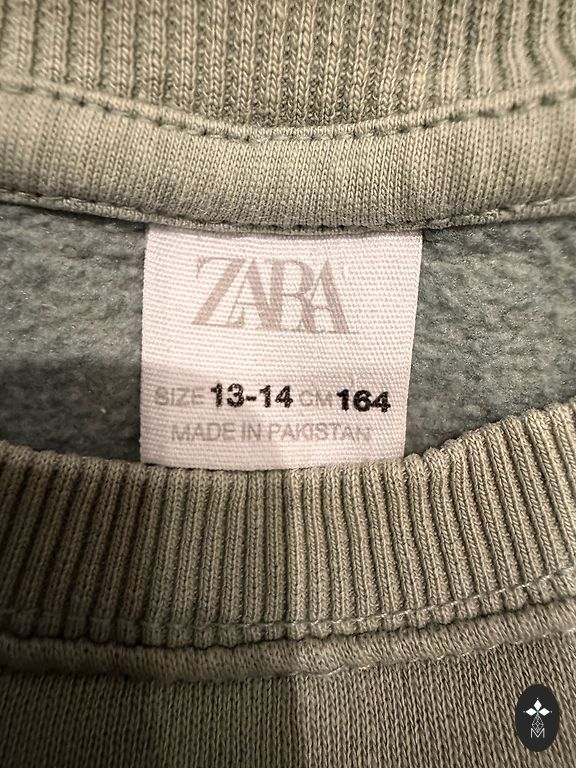 ZARA
SIZE 13-14 CM 164
MADE IN PAKISTAN